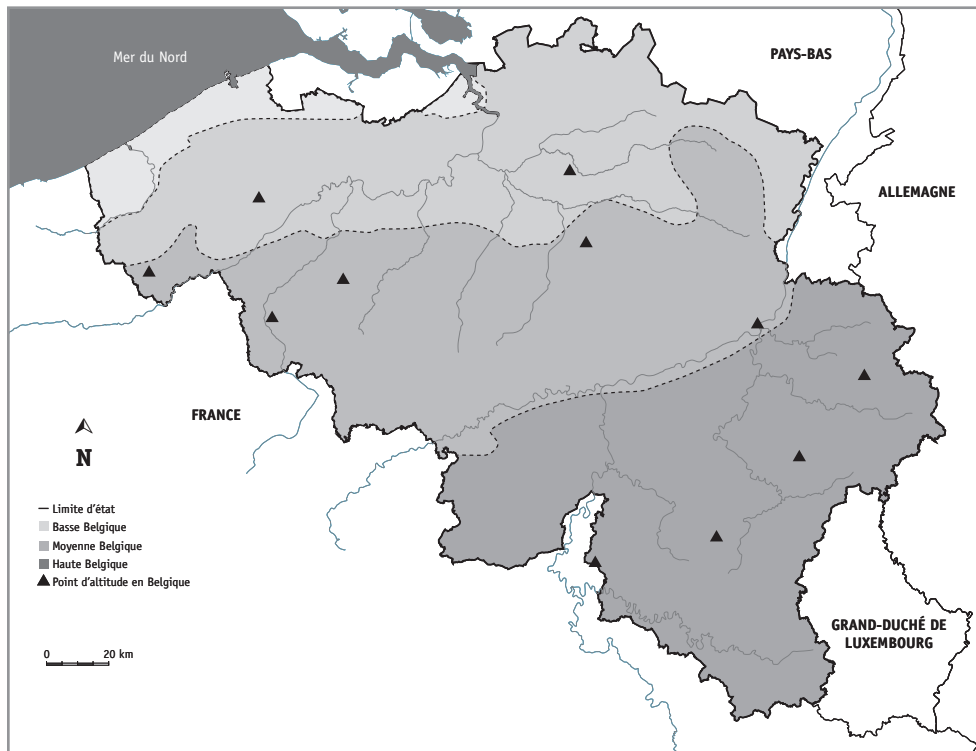 Mer du Nord
PAYS-BAS
ALLEMAGNE
FRANCE
N
Limite d'état
Basse Belgique
Moyenne Belgique
Haute Belgique
Point d'altitude en Belgique
GRAND-DUCHÉ DE
LUXEMBOURG
0 20 km